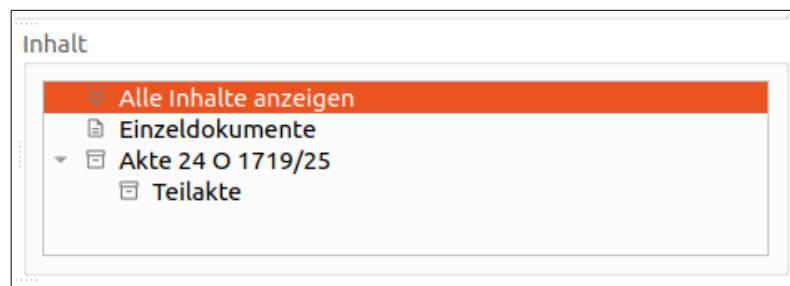 Inhalt
Alle Inhalte anzeigen
Einzeldokumente
Akte 24 O 1719/25
Teilakte